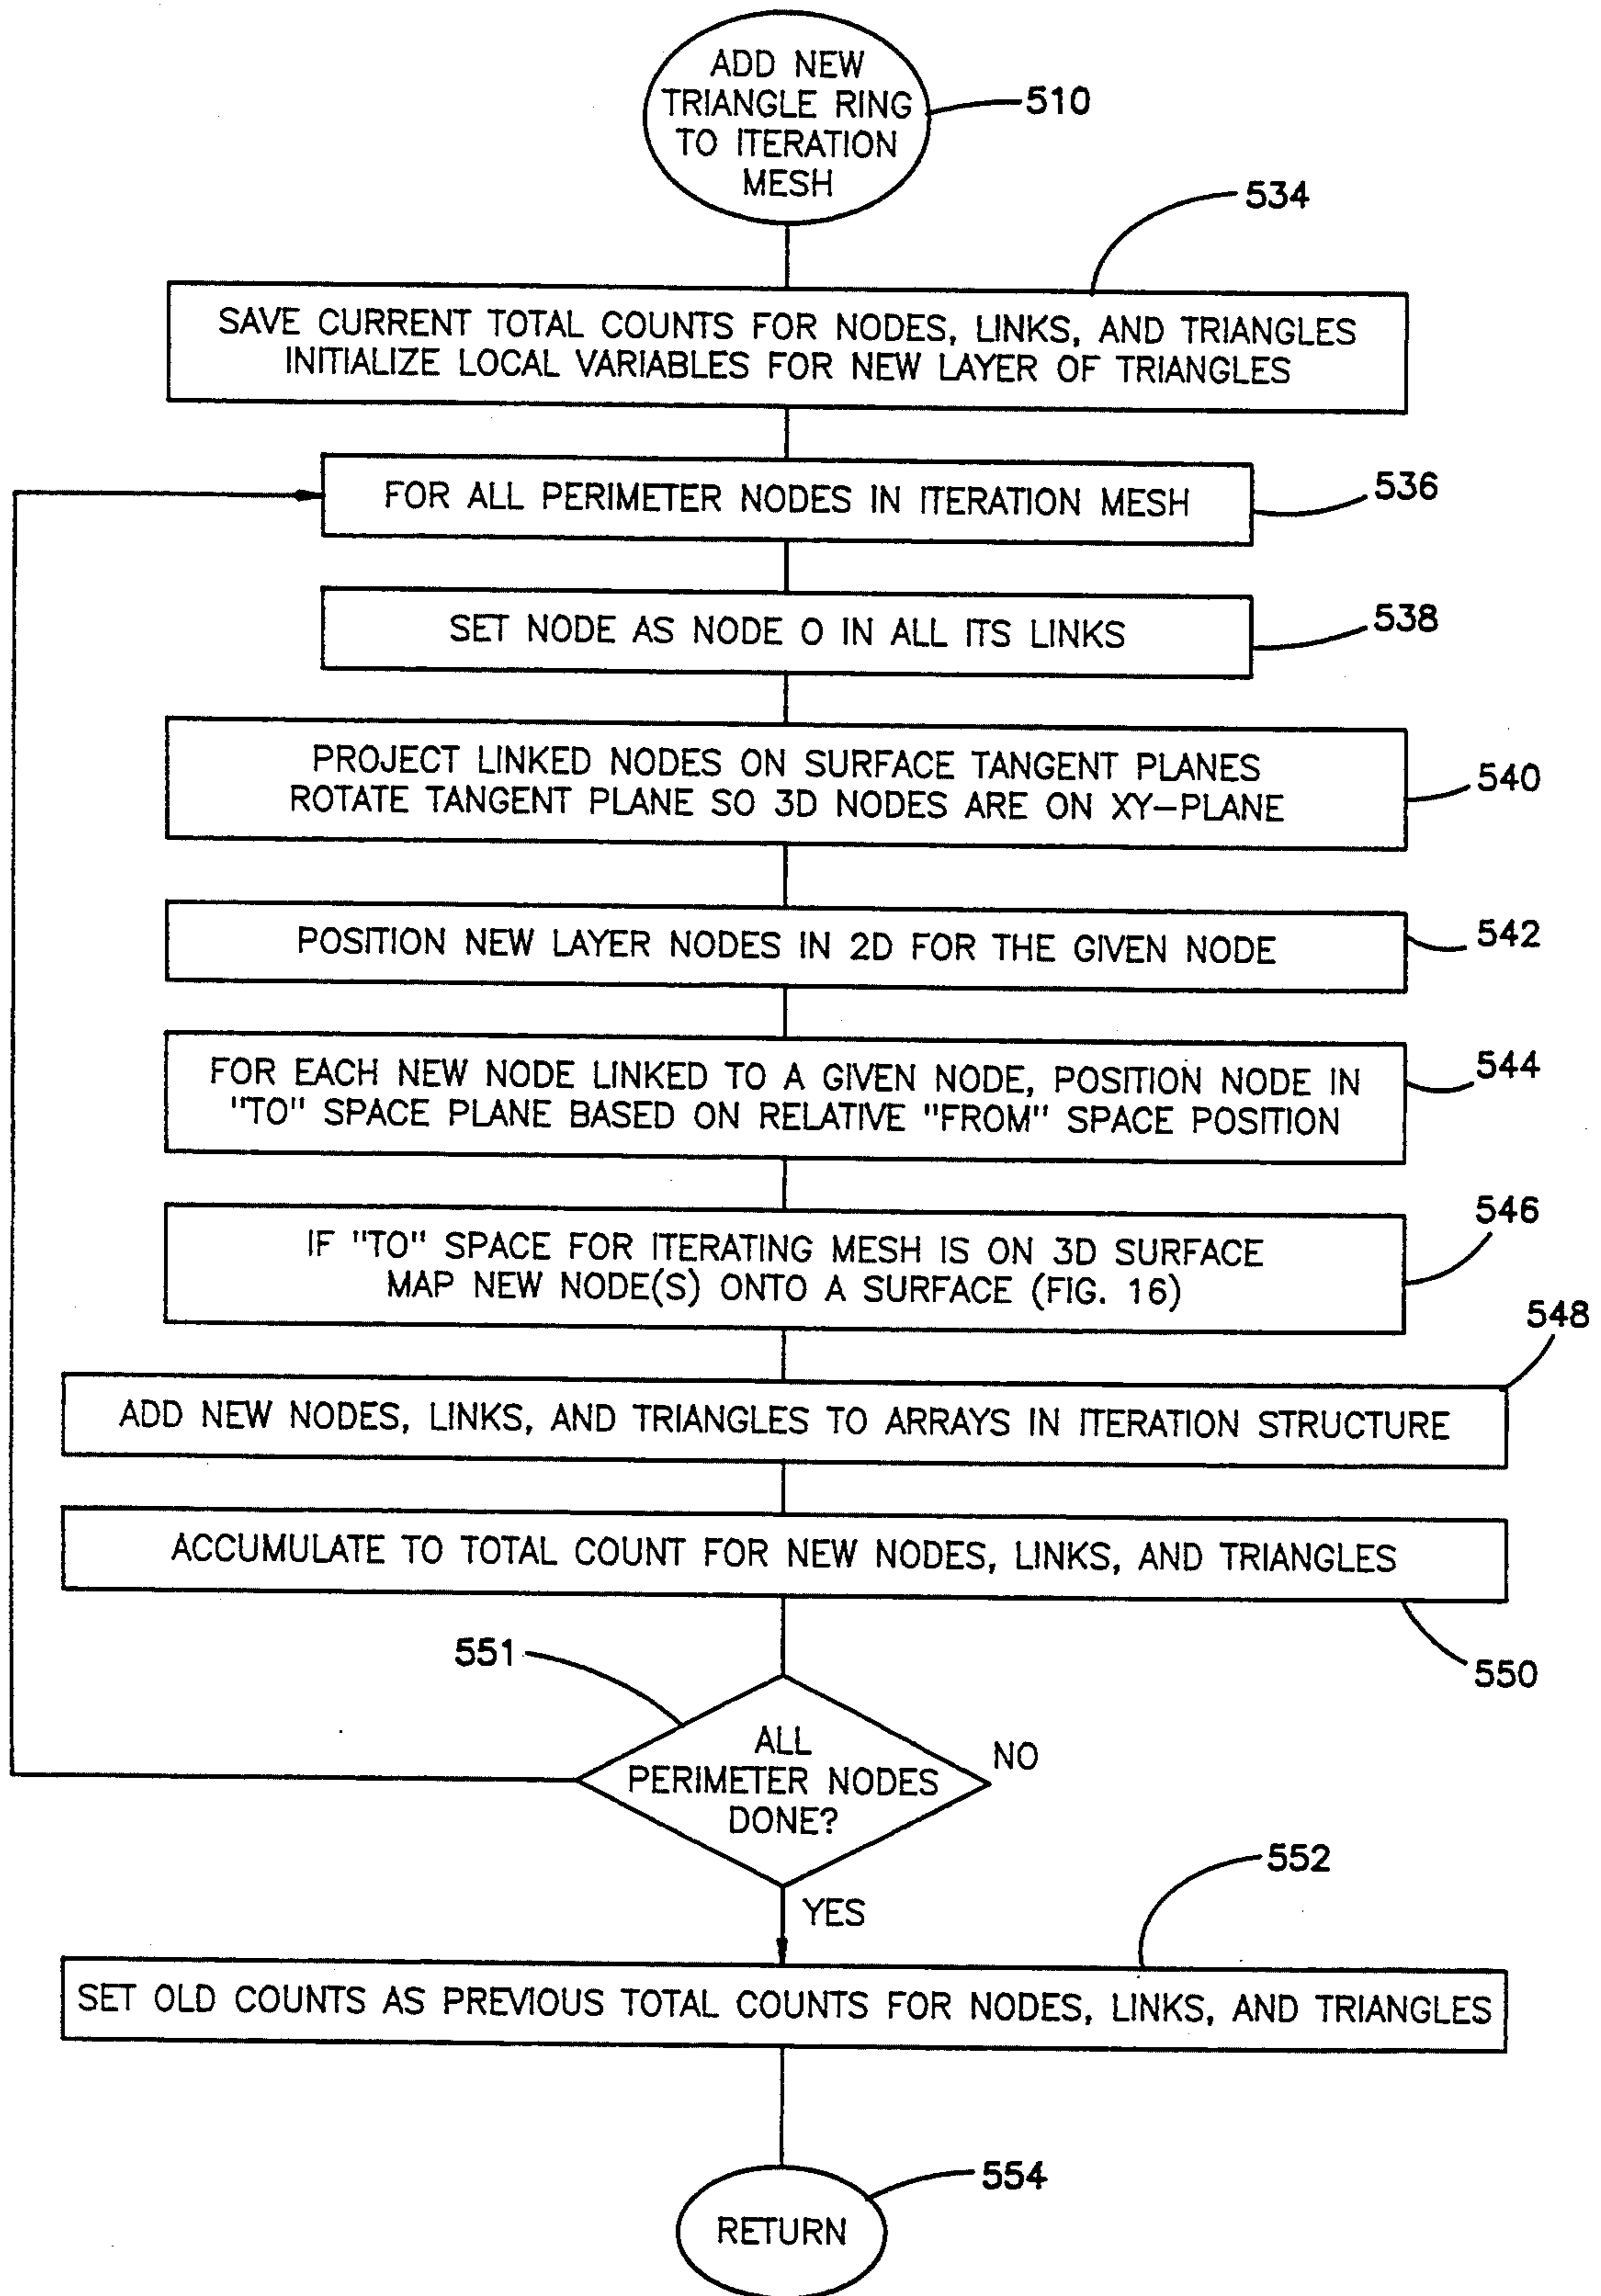 ADD NEW
TRIANGLE RING
TO ITERATION
MESH
510
534
SAVE CURRENT TOTAL COUNTS FOR NODES, LINKS, AND TRIANGLES
INITIALIZE LOCAL VARIABLES FOR NEW LAYER OF TRIANGLES
FOR ALL PERIMETER NODES IN ITERATION MESH
536
SET NODE AS NODE O IN ALL ITS LINKS
538
PROJECT LINKED NODES ON SURFACE TANGENT PLANES
ROTATE TANGENT PLANE SO 3D NODES ARE ON XY-PLANE
540
POSITION NEW LAYER NODES IN 2D FOR THE GIVEN NODE
542
FOR EACH NEW NODE LINKED TO A GIVEN NODE, POSITION NODE IN
"TO" SPACE PLANE BASED ON RELATIVE "FROM" SPACE POSITION
544
IF "TO" SPACE FOR ITERATING MESH IS ON 3D SURFACE
MAP NEW NODE(S) ONTO A SURFACE (FIG. 16)
546
548
ADD NEW NODES, LINKS, AND TRIANGLES TO ARRAYS IN ITERATION STRUCTURE
ACCUMULATE TO TOTAL COUNT FOR NEW NODES, LINKS, AND TRIANGLES
550
551
ALL
PERIMETER NODES
DONE?
NO
YES
552
SET OLD COUNTS AS PREVIOUS TOTAL COUNTS FOR NODES, LINKS, AND TRIANGLES
554
RETURN